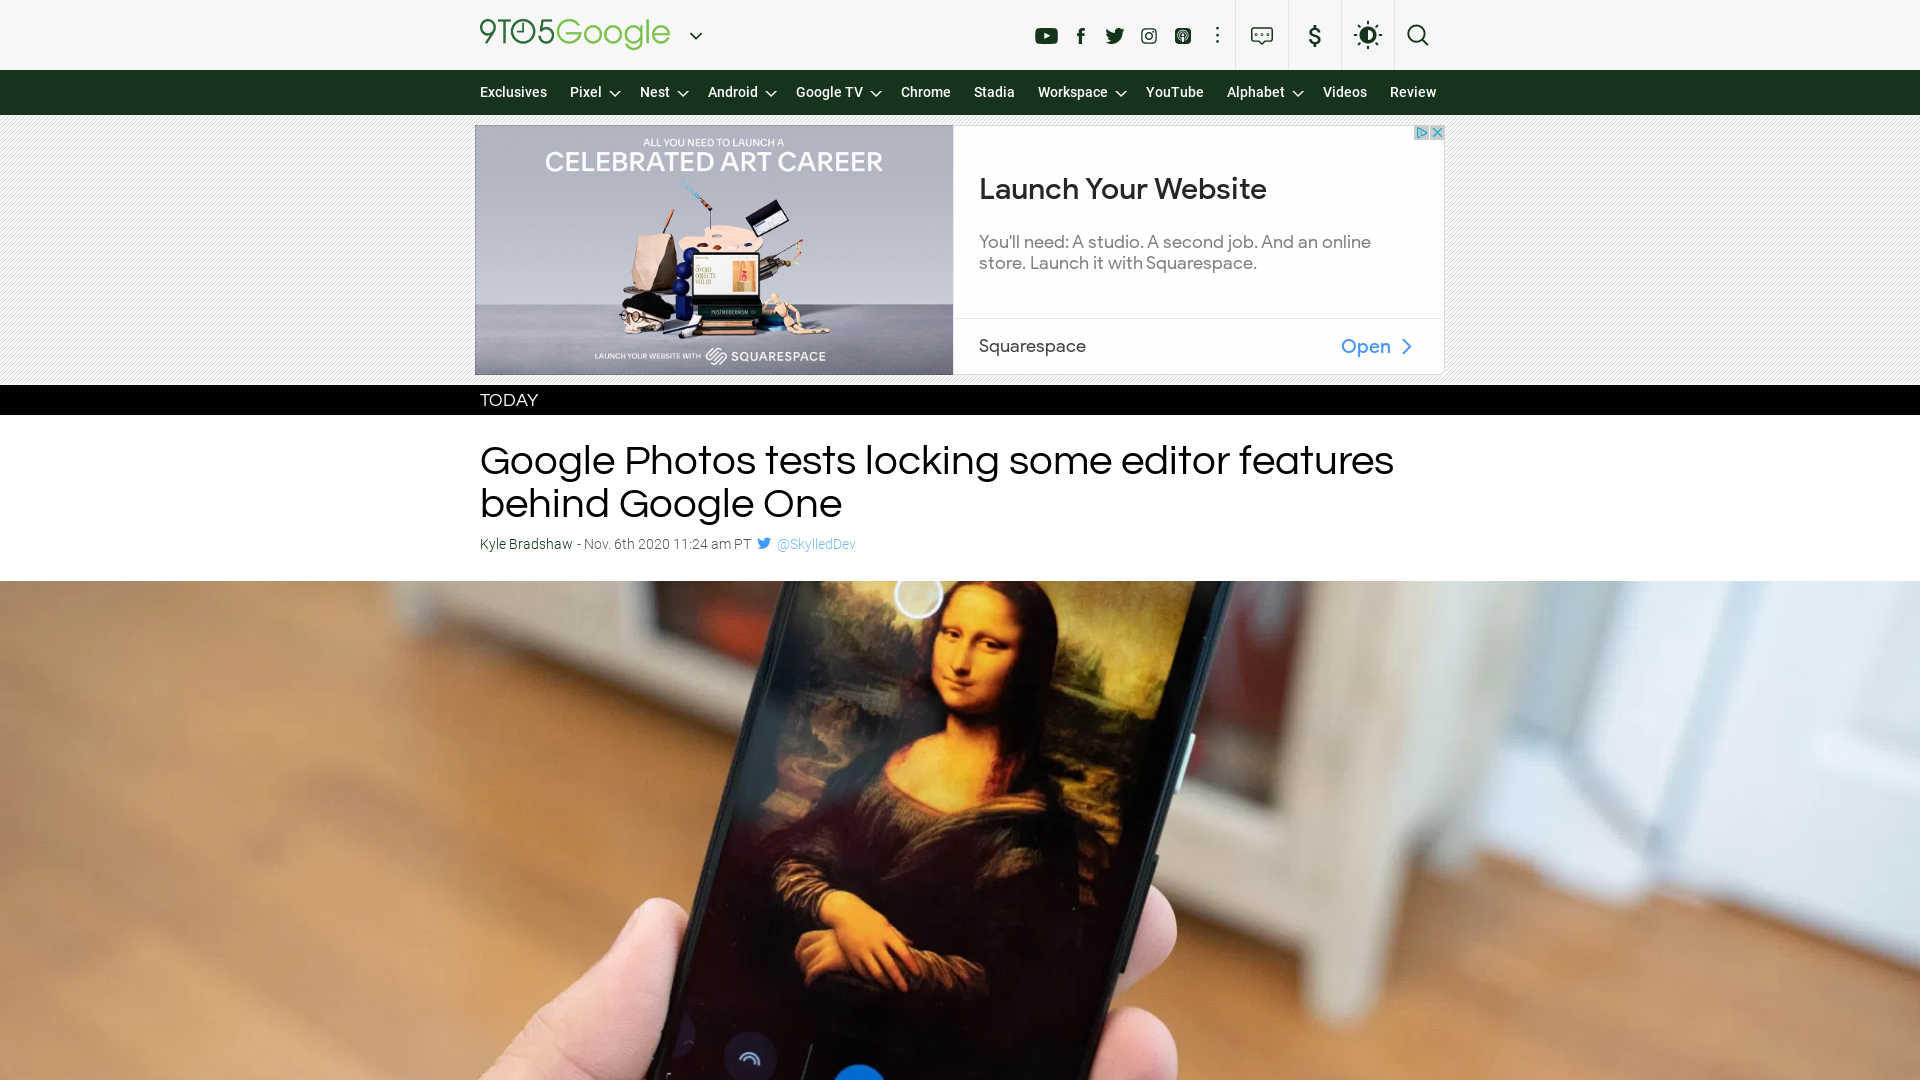 9TO5Google
Exclusives Pixel Nest Android Google TV Chrome Stadia Workspace YouTube Alphabet Videos Review
ALL YOU NEED TO LAUNCH A
CELEBRATED ART CAREER
POSTMODERNISM
LAUNCH YOUR WEBSITE WITH SQUARESPACE
Launch Your Website
You'll need: A studio. A second job. And an online
store. Launch it with Squarespace.
Squarespace Open
TODAY
Google Photos tests locking some editor features
behind Google One
Kyle Bradshaw - Nov. 6th 2020 11:24 am PT @SkylledDev